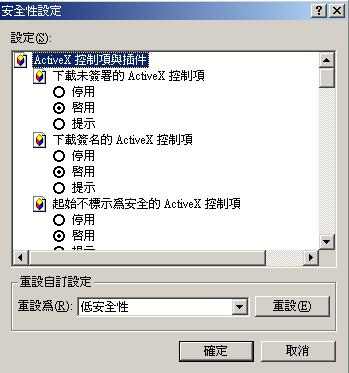 安全性設定
設定(S):
ActiveX 控制項與插件
下載未簽署的 ActiveX 控制項
停用
啓用
提示
下載簽名的 ActiveX 控制項
停用
啓用
提示
起始不標示爲安全的 ActiveX 控制項
停用
啓用
重設自訂設定
重設爲(R): 低安全性 重設(E)
確定 取消